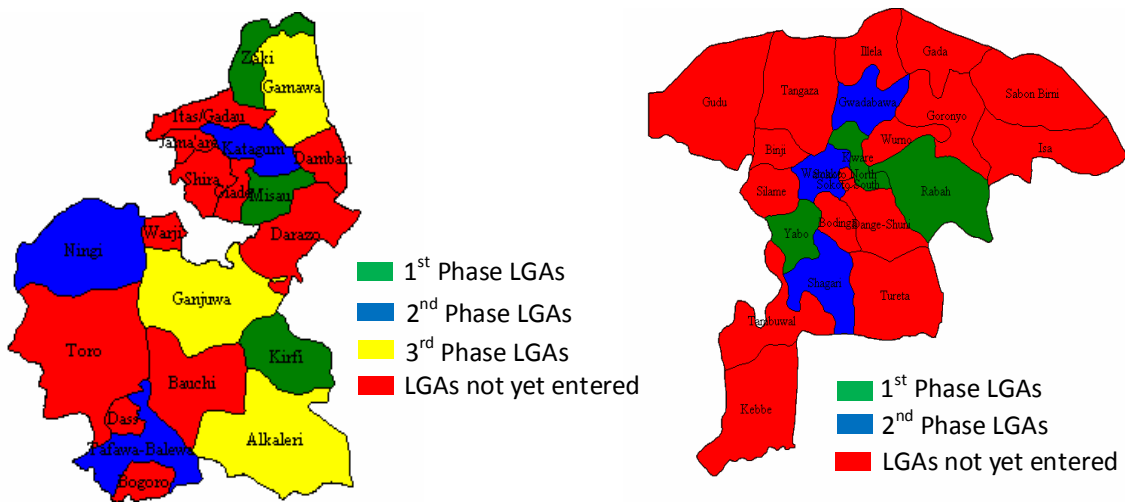 Zaki
Gamawa
Itas/Gadau
Jama'are
Katagum
Damban
Shira
Giade
Misau
Warji
Darazo
Ningi
Ganjuwa
Toro
Kirfi
Bauchi
Dass
Alkaleri
Tafawa-Balewa
Bogoro
1st Phase LGAs
2nd Phase LGAs
3rd Phase LGAs
LGAs not yet entered
Illela
Gada
Gudu
Tangaza
Gwadabawa
Sabon Birni
Goronyo
Binji
Wurno
Isa
Kware
Silame
Sokoto North
Sokoto South
Rabah
Yabo
Bodinga
Dange-Shuni
Shagari
Tureta
Tambuwal
Kebbe
1st Phase LGAs
2nd Phase LGAs
LGAs not yet entered